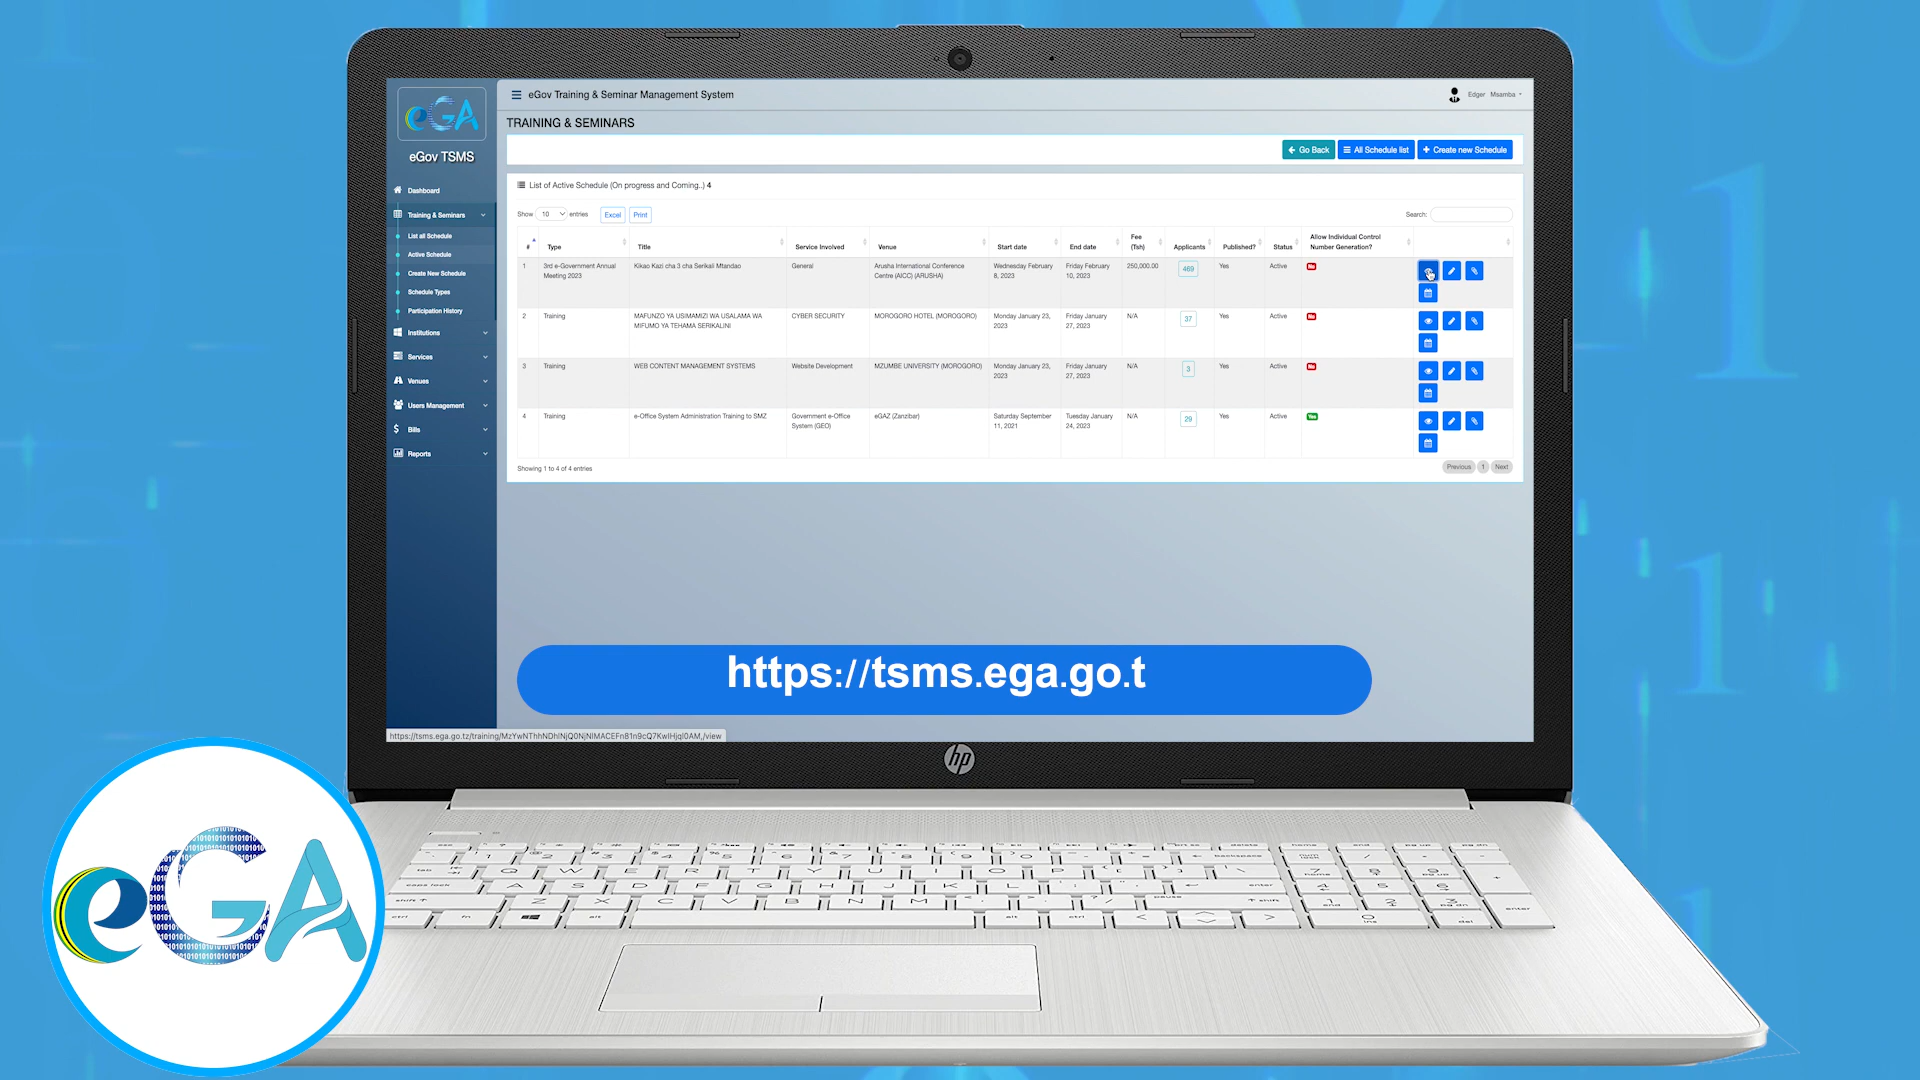 eGA
eGov TSMS
Dashboard
Training & Seminars
List all Schedule
Active Schedule
Create New Schedule
Schedule Types
Participation History
Institutions
Services
Venues
Users Management
Bills
Reports
eGov Training & Seminar Management System
Edger Msamba
TRAINING & SEMINARS
Go Back
All Schedule list
Create new Schedule
List of Active Schedule (On progress and Coming..) 4
Show 10 entries
Excel
Print
Search:
# Type Title Service Involved Venue Start date End date Fee (Tsh) Applicants Published? Status Allow Individual Control Number Generation?
1 3rd e-Government Annual Meeting 2023 Kikao Kazi cha 3 cha Serikali Mtandao General Arusha International Conference Centre (AICC) (ARUSHA) Wednesday February 8, 2023 Friday February 10, 2023 250,000.00 469 Yes Active No
2 Training MAFUNZO YA USIMAMIZI WA USALAMA WA MIFUMO YA TEHAMA SERIKALINI CYBER SECURITY MOROGORO HOTEL (MOROGORO) Monday January 23, 2023 Friday January 27, 2023 N/A 37 Yes Active No
3 Training WEB CONTENT MANAGEMENT SYSTEMS Website Development MZUMBE UNIVERSITY (MOROGORO) Monday January 23, 2023 Friday January 27, 2023 N/A 3 Yes Active No
4 Training e-Office System Administration Training to SMZ Government e-Office System (GEO) eGAZ (Zanzibar) Saturday September 11, 2021 Tuesday January 24, 2023 N/A 29 Yes Active Yes
Showing 1 to 4 of 4 entries
Previous 1 Next
https://tsms.ega.go.t
hp
eGA